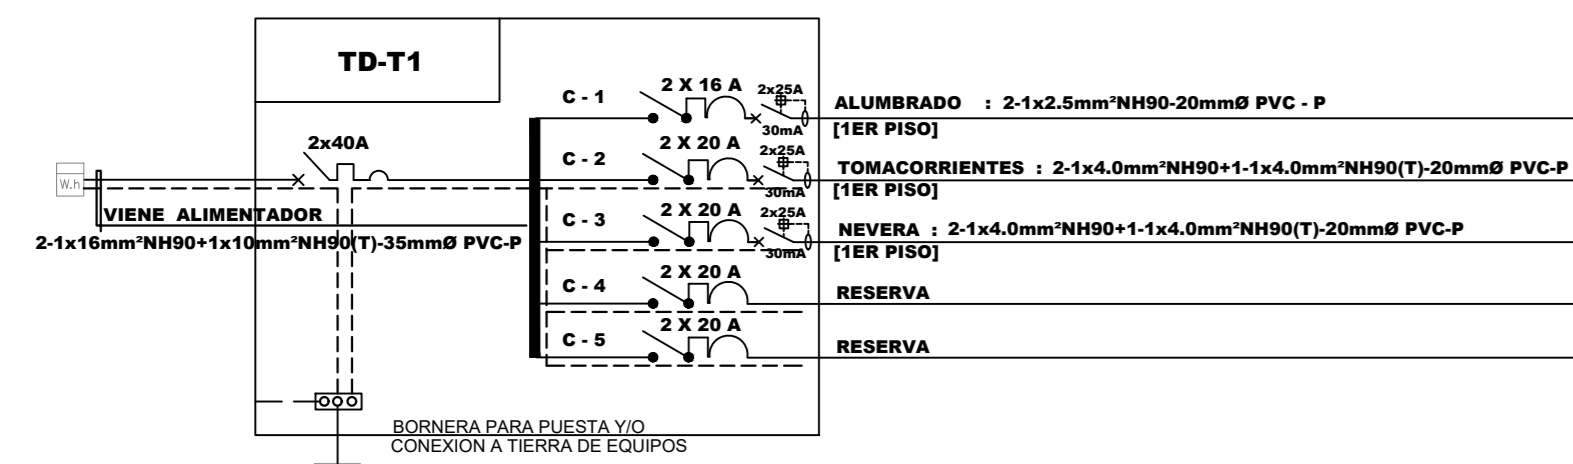 TD-T1
2x40A
W.h
VIENE ALIMENTADOR
2-1x16mm²NH90+1x10mm²NH90(T)-35mmØ PVC-P
C - 1
2 X 16 A
2x25A
30mA
ALUMBRADO : 2-1x2.5mm²NH90-20mmØ PVC - P
[1ER PISO]
C - 2
2 X 20 A
2x25A
30mA
TOMACORRIENTES : 2-1x4.0mm²NH90+1-1x4.0mm²NH90(T)-20mmØ PVC-P
[1ER PISO]
C - 3
2 X 20 A
2x25A
30mA
NEVERA : 2-1x4.0mm²NH90+1-1x4.0mm²NH90(T)-20mmØ PVC-P
[1ER PISO]
C - 4
2 X 20 A
RESERVA
C - 5
2 X 20 A
RESERVA
BORNERA PARA PUESTA Y/O
CONEXION A TIERRA DE EQUIPOS